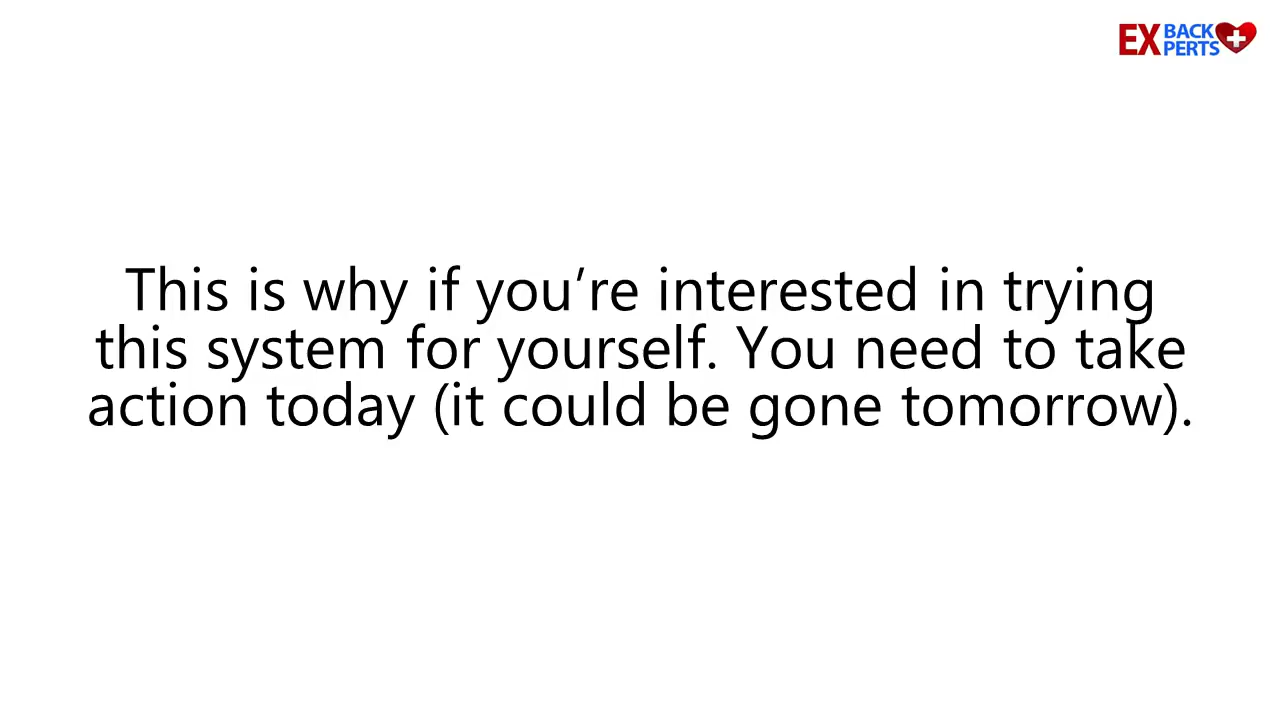 EX BACK
PERTS
This is why if you’re interested in trying
this system for yourself. You need to take
action today (it could be gone tomorrow).